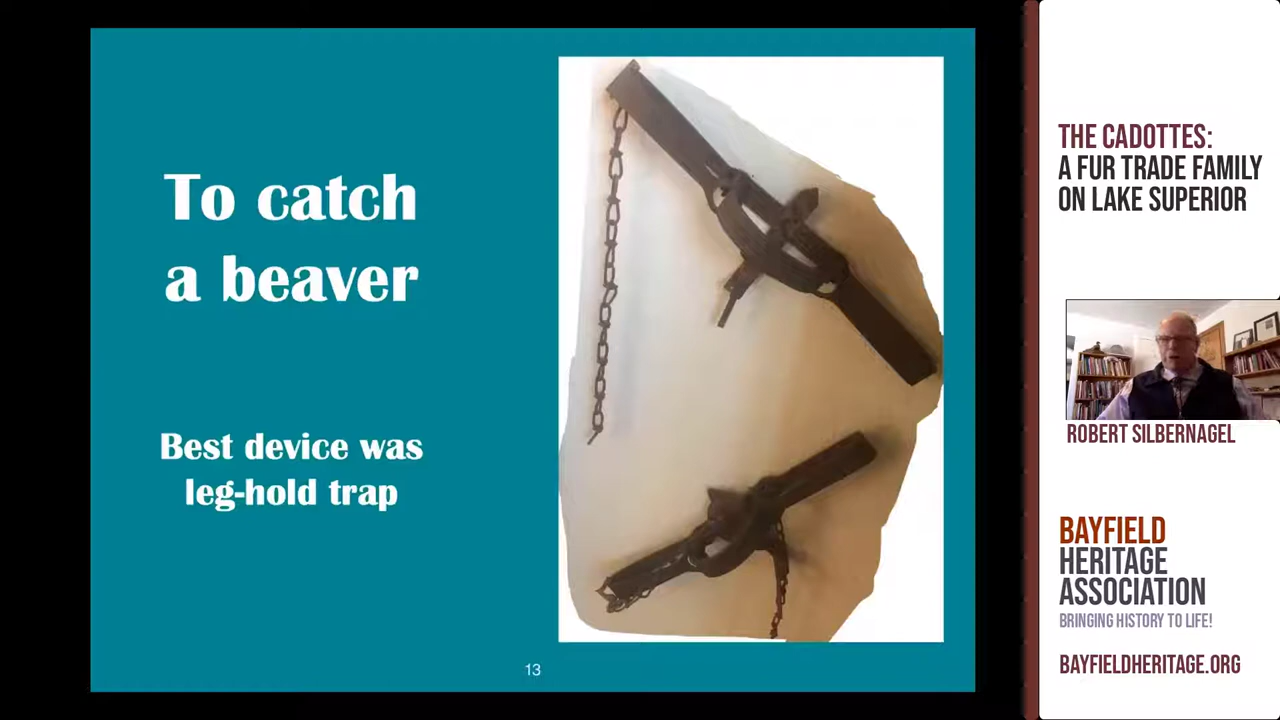 To catch
a beaver
Best device was
leg-hold trap
13
THE CADOTTES:
A FUR TRADE FAMILY
ON LAKE SUPERIOR
ROBERT SILBERNAGEL
BAYFIELD
HERITAGE
ASSOCIATION
BRINGING HISTORY TO LIFE!
BAYFIELDHERITAGE.ORG